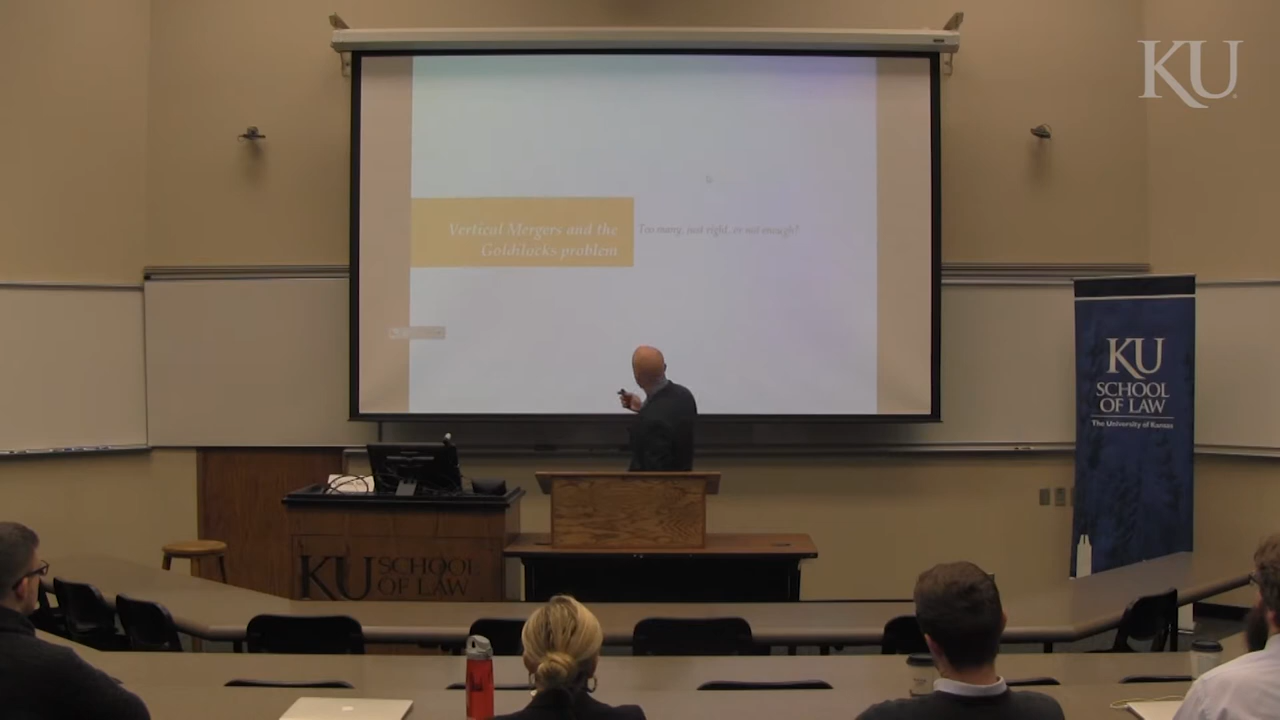 KU
Vertical Mergers and the
Goldilocks problem
Too many, just right, or not enough?
KU
SCHOOL
OF LAW
The University of Kansas
KU SCHOOL
OF LAW